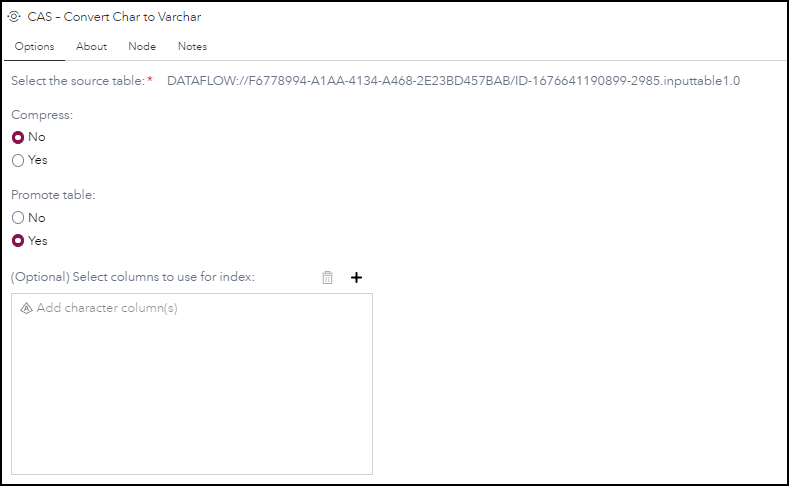 CAS – Convert Char to Varchar
Options About Node Notes
Select the source table: * DATAFLOW://F6778994-A1AA-4134-A468-2E23BD457BAB/ID-1676641190899-2985.inputtable1.0
Compress:
No
Yes
Promote table:
No
Yes
(Optional) Select columns to use for index:
Add character column(s)